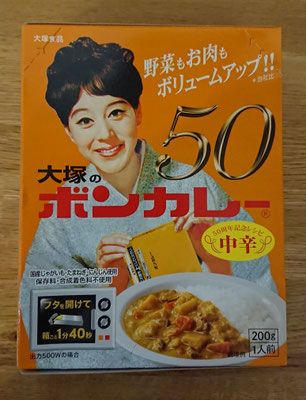 大塚食品
野菜もお肉も
ボリュームアップ!!
*当社比
50
大塚の
ボンカレー®
50周年記念レシピ
中辛
国産じゃがいも・たまねぎ・にんじん使用
保存料・合成着色料不使用
フタを開けて
箱ごと1分40秒
出力500Wの場合
200g
1人前